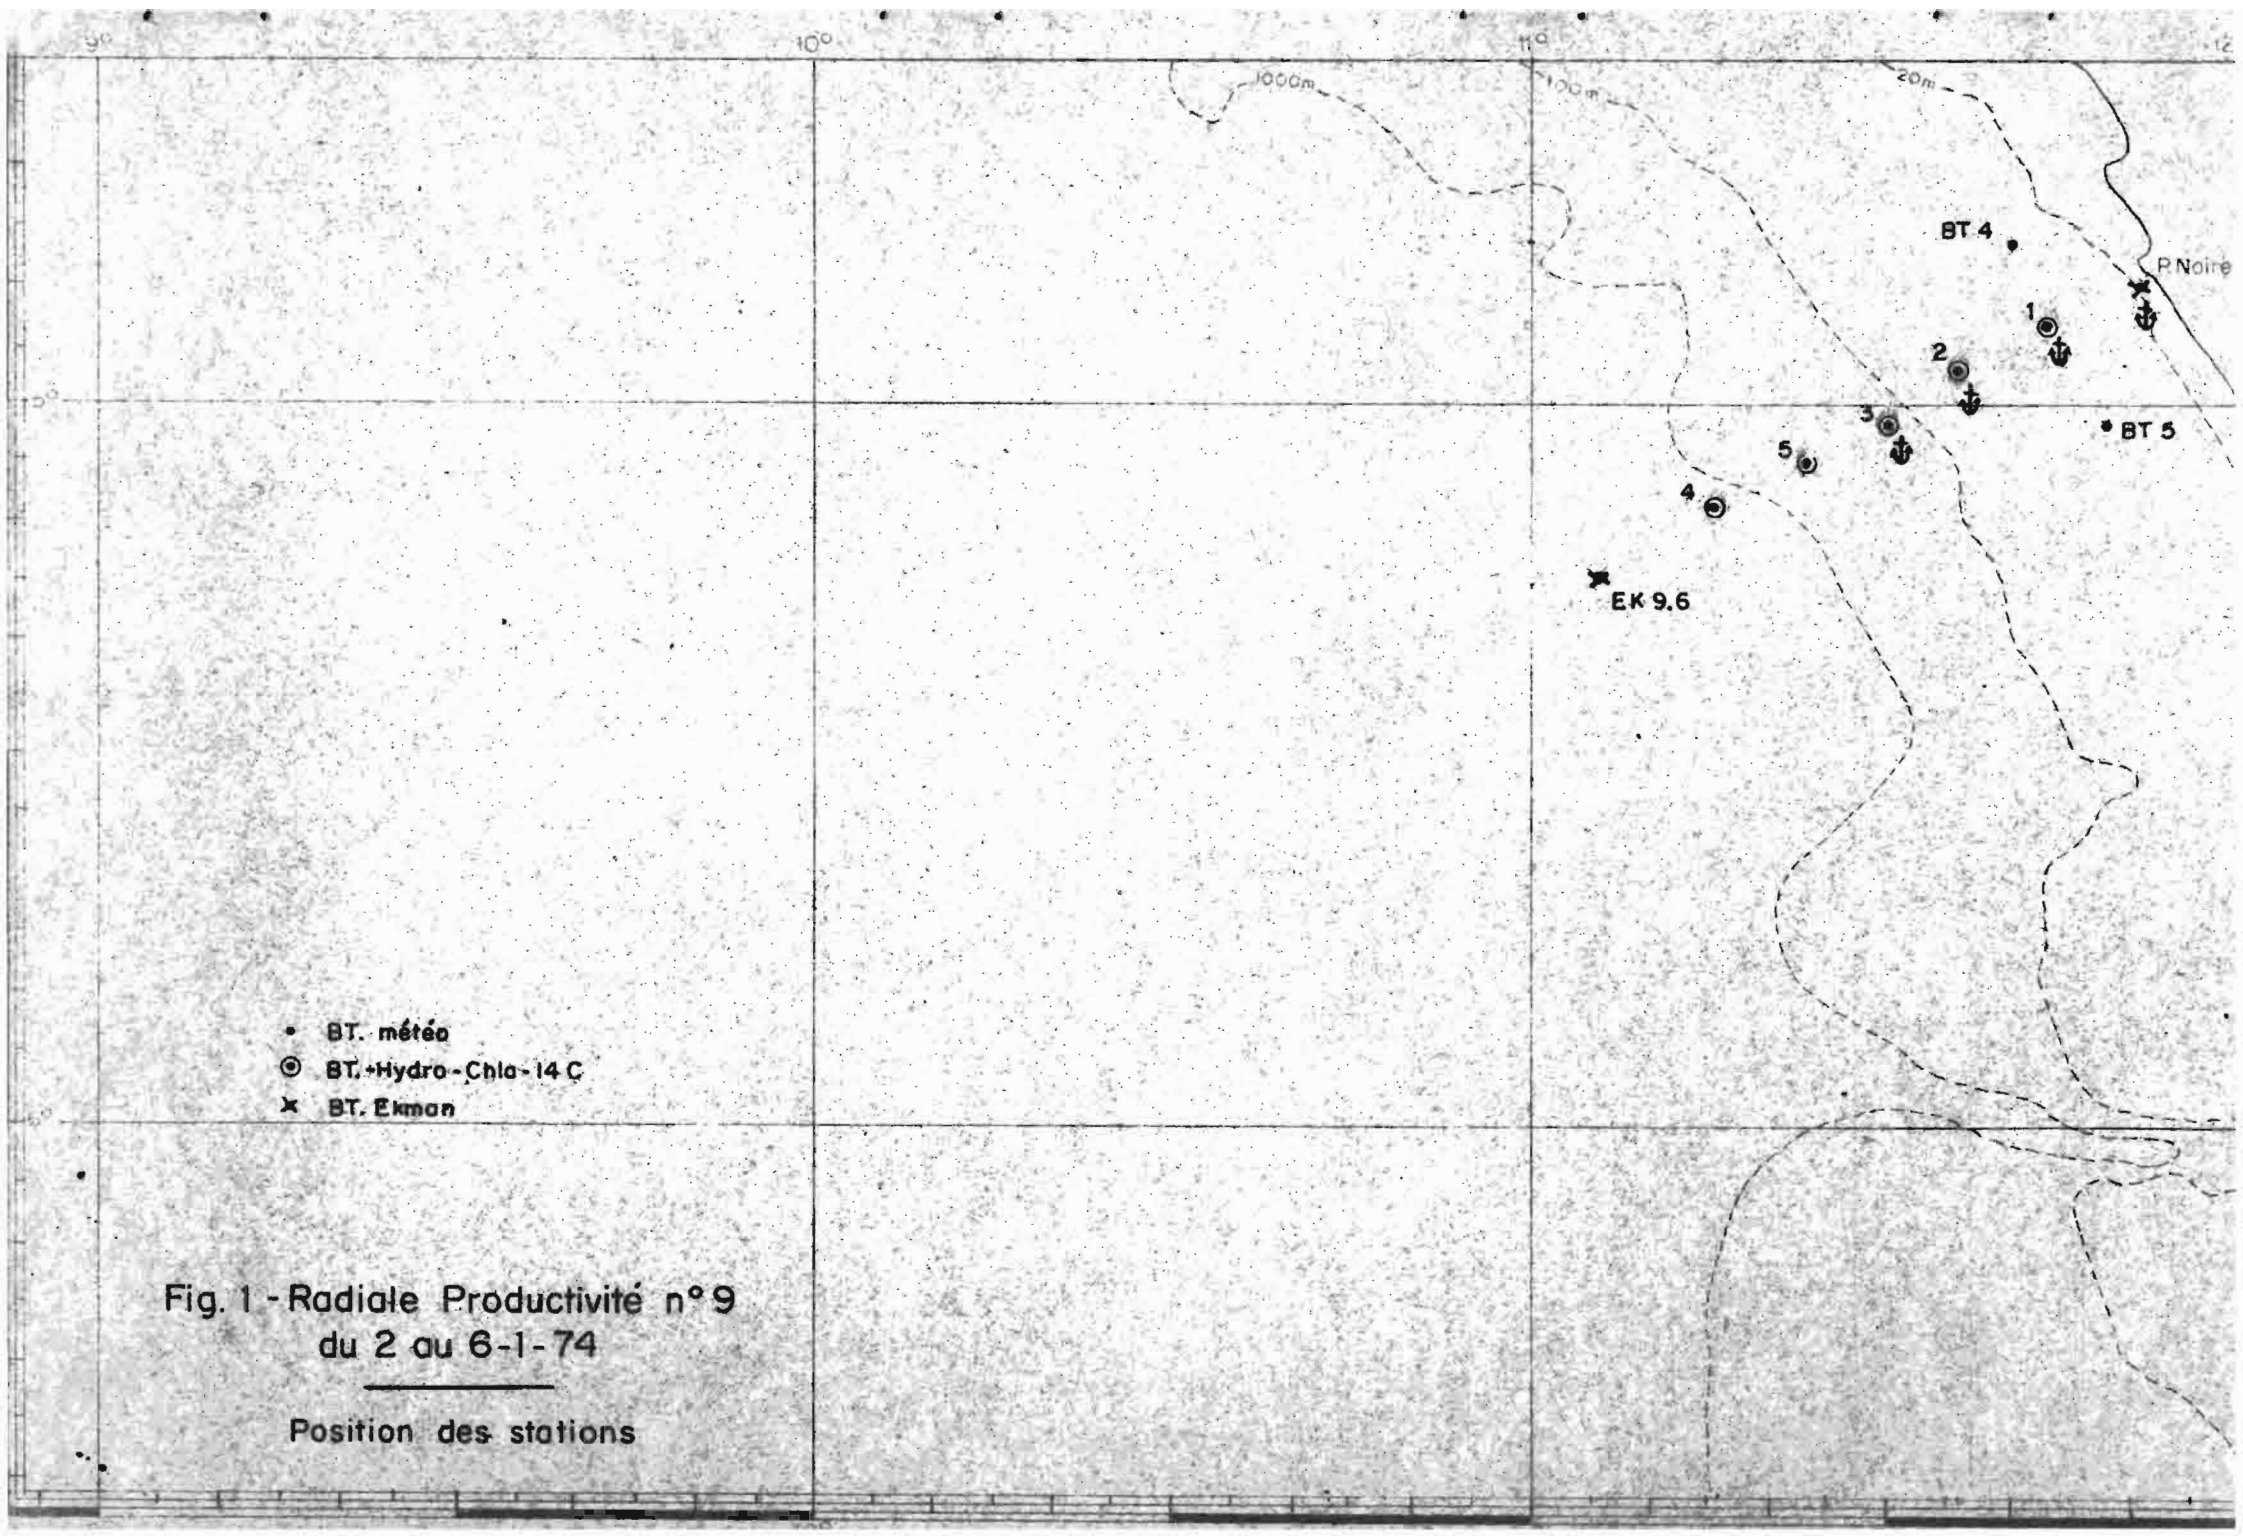 9°
10°
11°
12
1000m
100m
20m
BT 4
P. Noire
1
2
5°
3
BT 5
5
4
EK 9.6
BT. météo
BT.+Hydro-Chla-14 C
BT. Ekman
Fig. 1 - Radiale Productivité n° 9
du 2 au 6-1-74
Position des stations